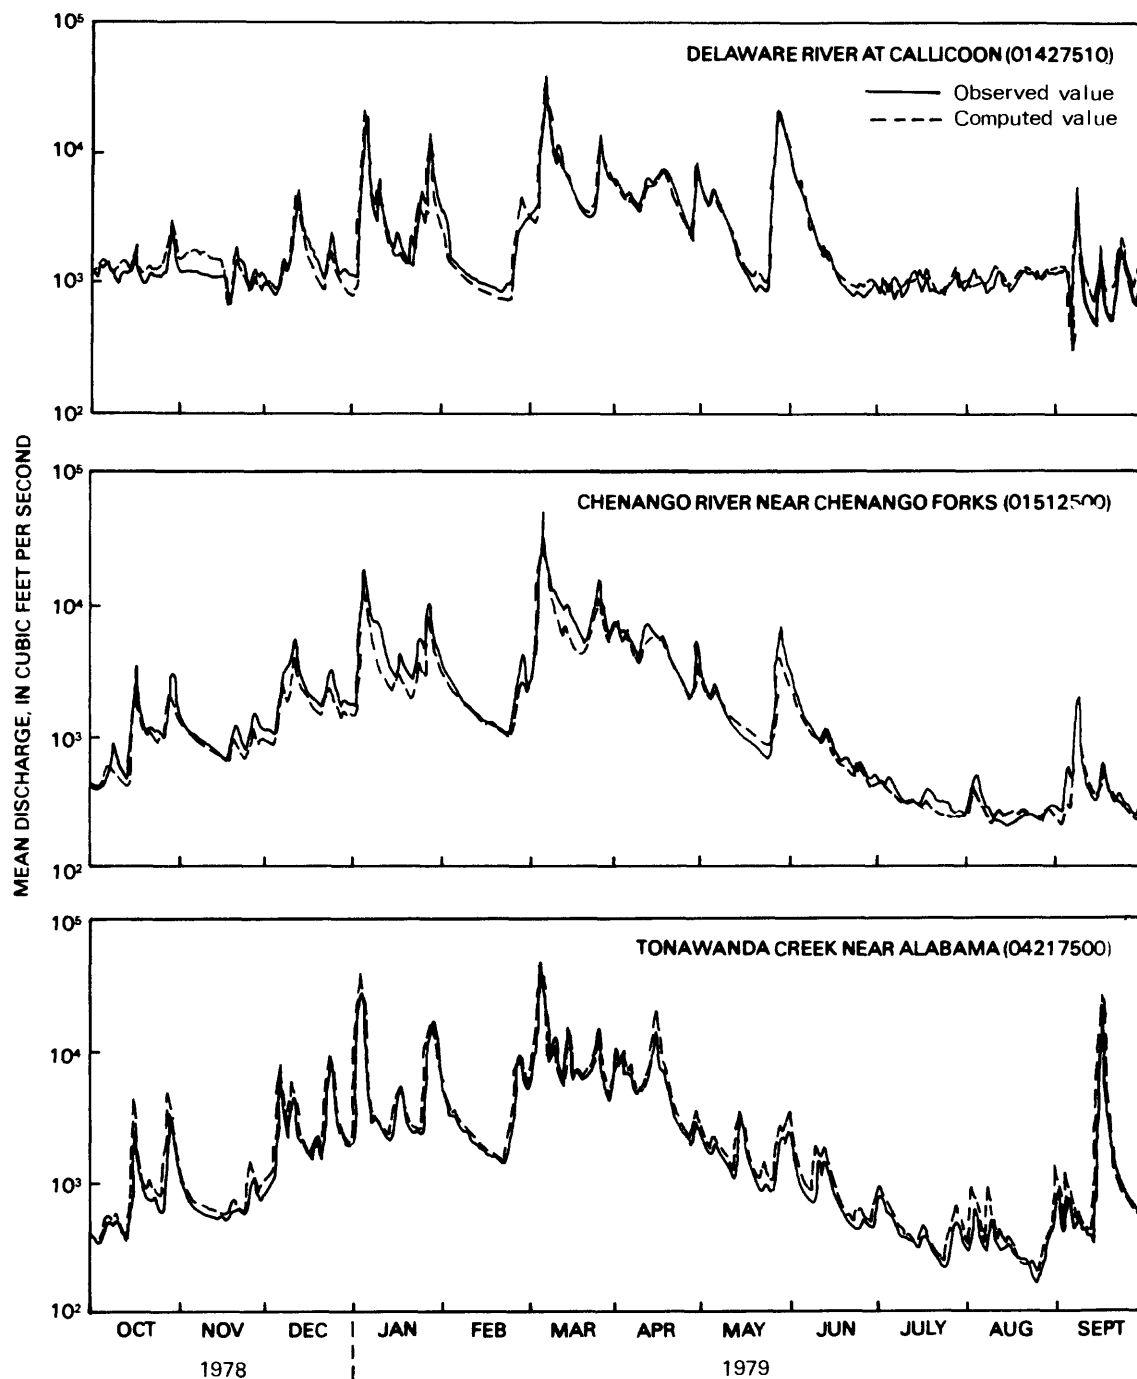 MEAN DISCHARGE, IN CUBIC FEET PER SECOND
10⁵
DELAWARE RIVER AT CALLICOON (01427510)
Observed value
Computed value
10⁴
10³
10²
10⁵
CHENANGO RIVER NEAR CHENANGO FORKS (01512500)
10⁴
10³
10²
10⁵
TONAWANDA CREEK NEAR ALABAMA (04217500)
10⁴
10³
10²
OCT NOV DEC JAN FEB MAR APR MAY JUN JULY AUG SEPT
1978 1979